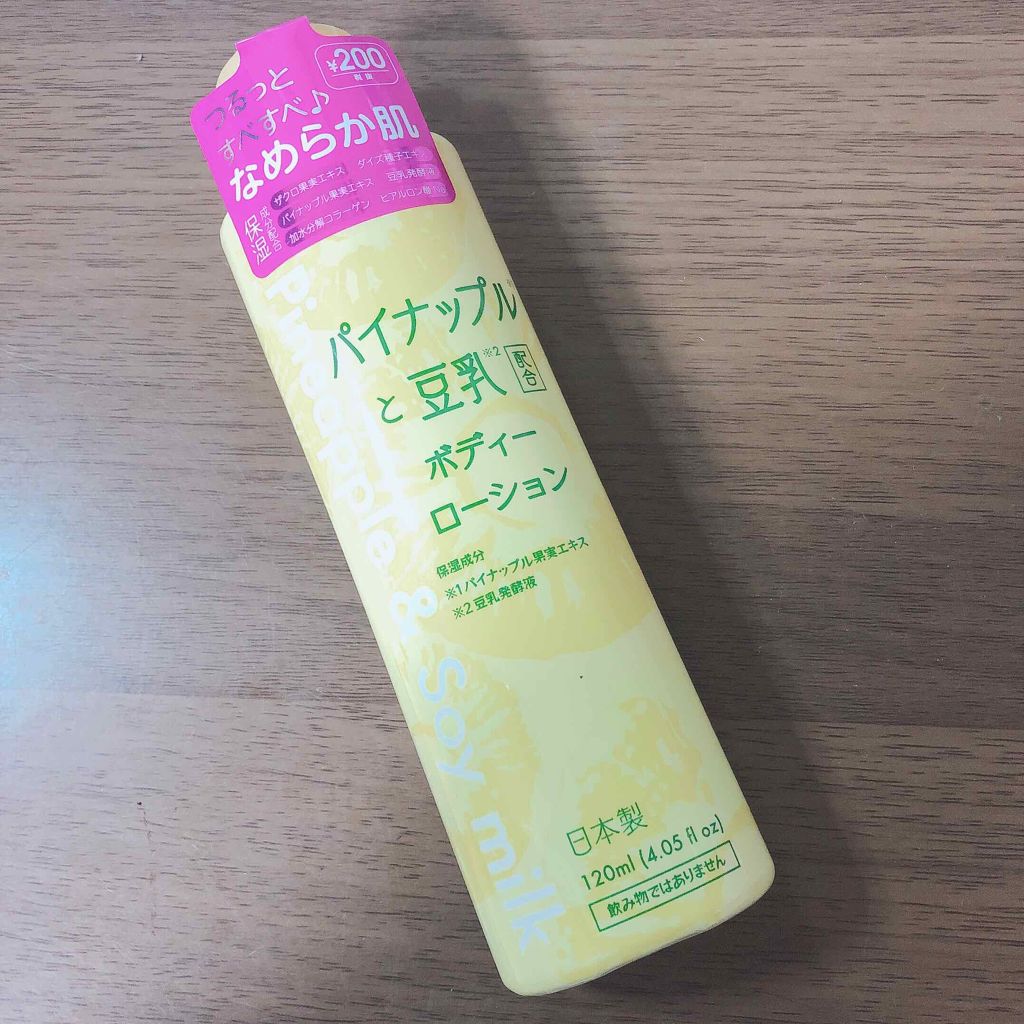 ¥200
税抜
つるっと
すべすべ♪
なめらか肌
保湿
成分配合
ザクロ果実エキス ダイズ種子エキス
パイナップル果実エキス 豆乳発酵液
加水分解コラーゲン ヒアルロン酸Na
パイナップル
と豆乳※2 配合
ボディー
ローション
保湿成分
※1パイナップル果実エキス
※2豆乳発酵液
Pineapple & Soy milk
日本製
120ml (4.05 fl oz)
飲み物ではありません